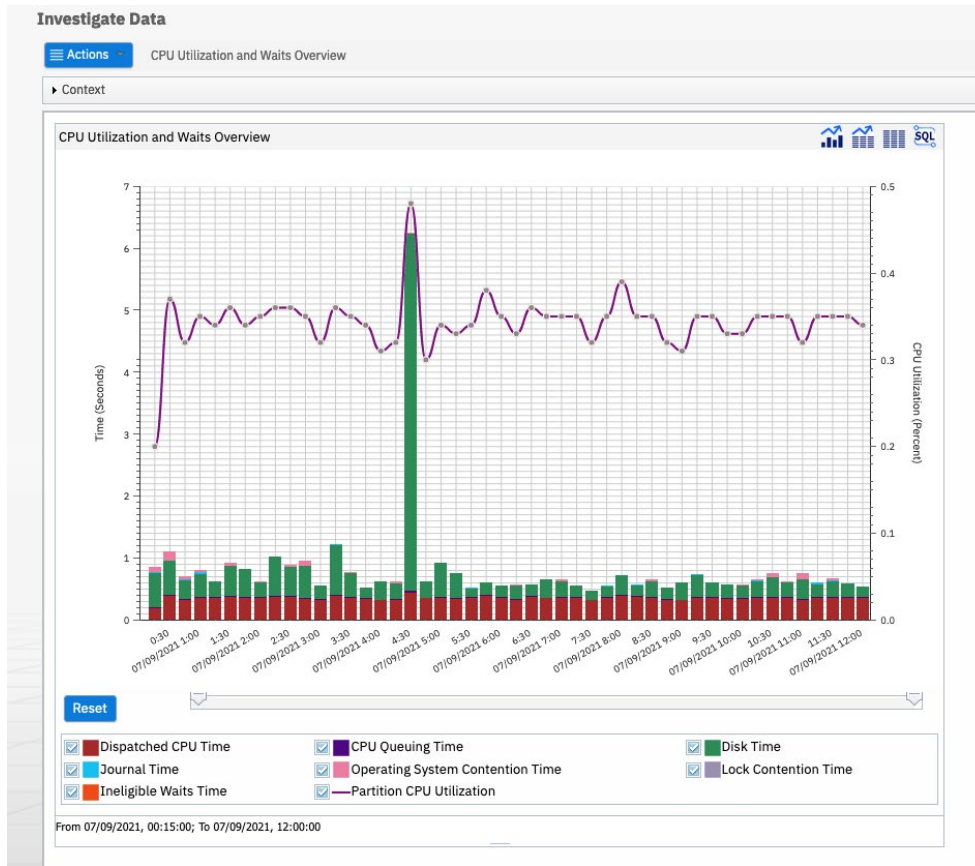 Investigate Data
Actions
CPU Utilization and Waits Overview
Context
CPU Utilization and Waits Overview
SQL
7
6
5
4
3
2
1
0
Time (Seconds)
0.5
0.4
0.3
0.2
0.1
0.0
CPU Utilization (Percent)
0:30
07/09/2021 1:00
1:30
07/09/2021 2:00
2:30
07/09/2021 3:00
3:30
07/09/2021 4:00
4:30
07/09/2021 5:00
5:30
07/09/2021 6:00
6:30
07/09/2021 7:00
7:30
07/09/2021 8:00
8:30
07/09/2021 9:00
9:30
07/09/2021 10:00
10:30
07/09/2021 11:00
11:30
07/09/2021 12:00
Reset
Dispatched CPU Time
CPU Queuing Time
Disk Time
Journal Time
Operating System Contention Time
Lock Contention Time
Ineligible Waits Time
Partition CPU Utilization
From 07/09/2021, 00:15:00; To 07/09/2021, 12:00:00